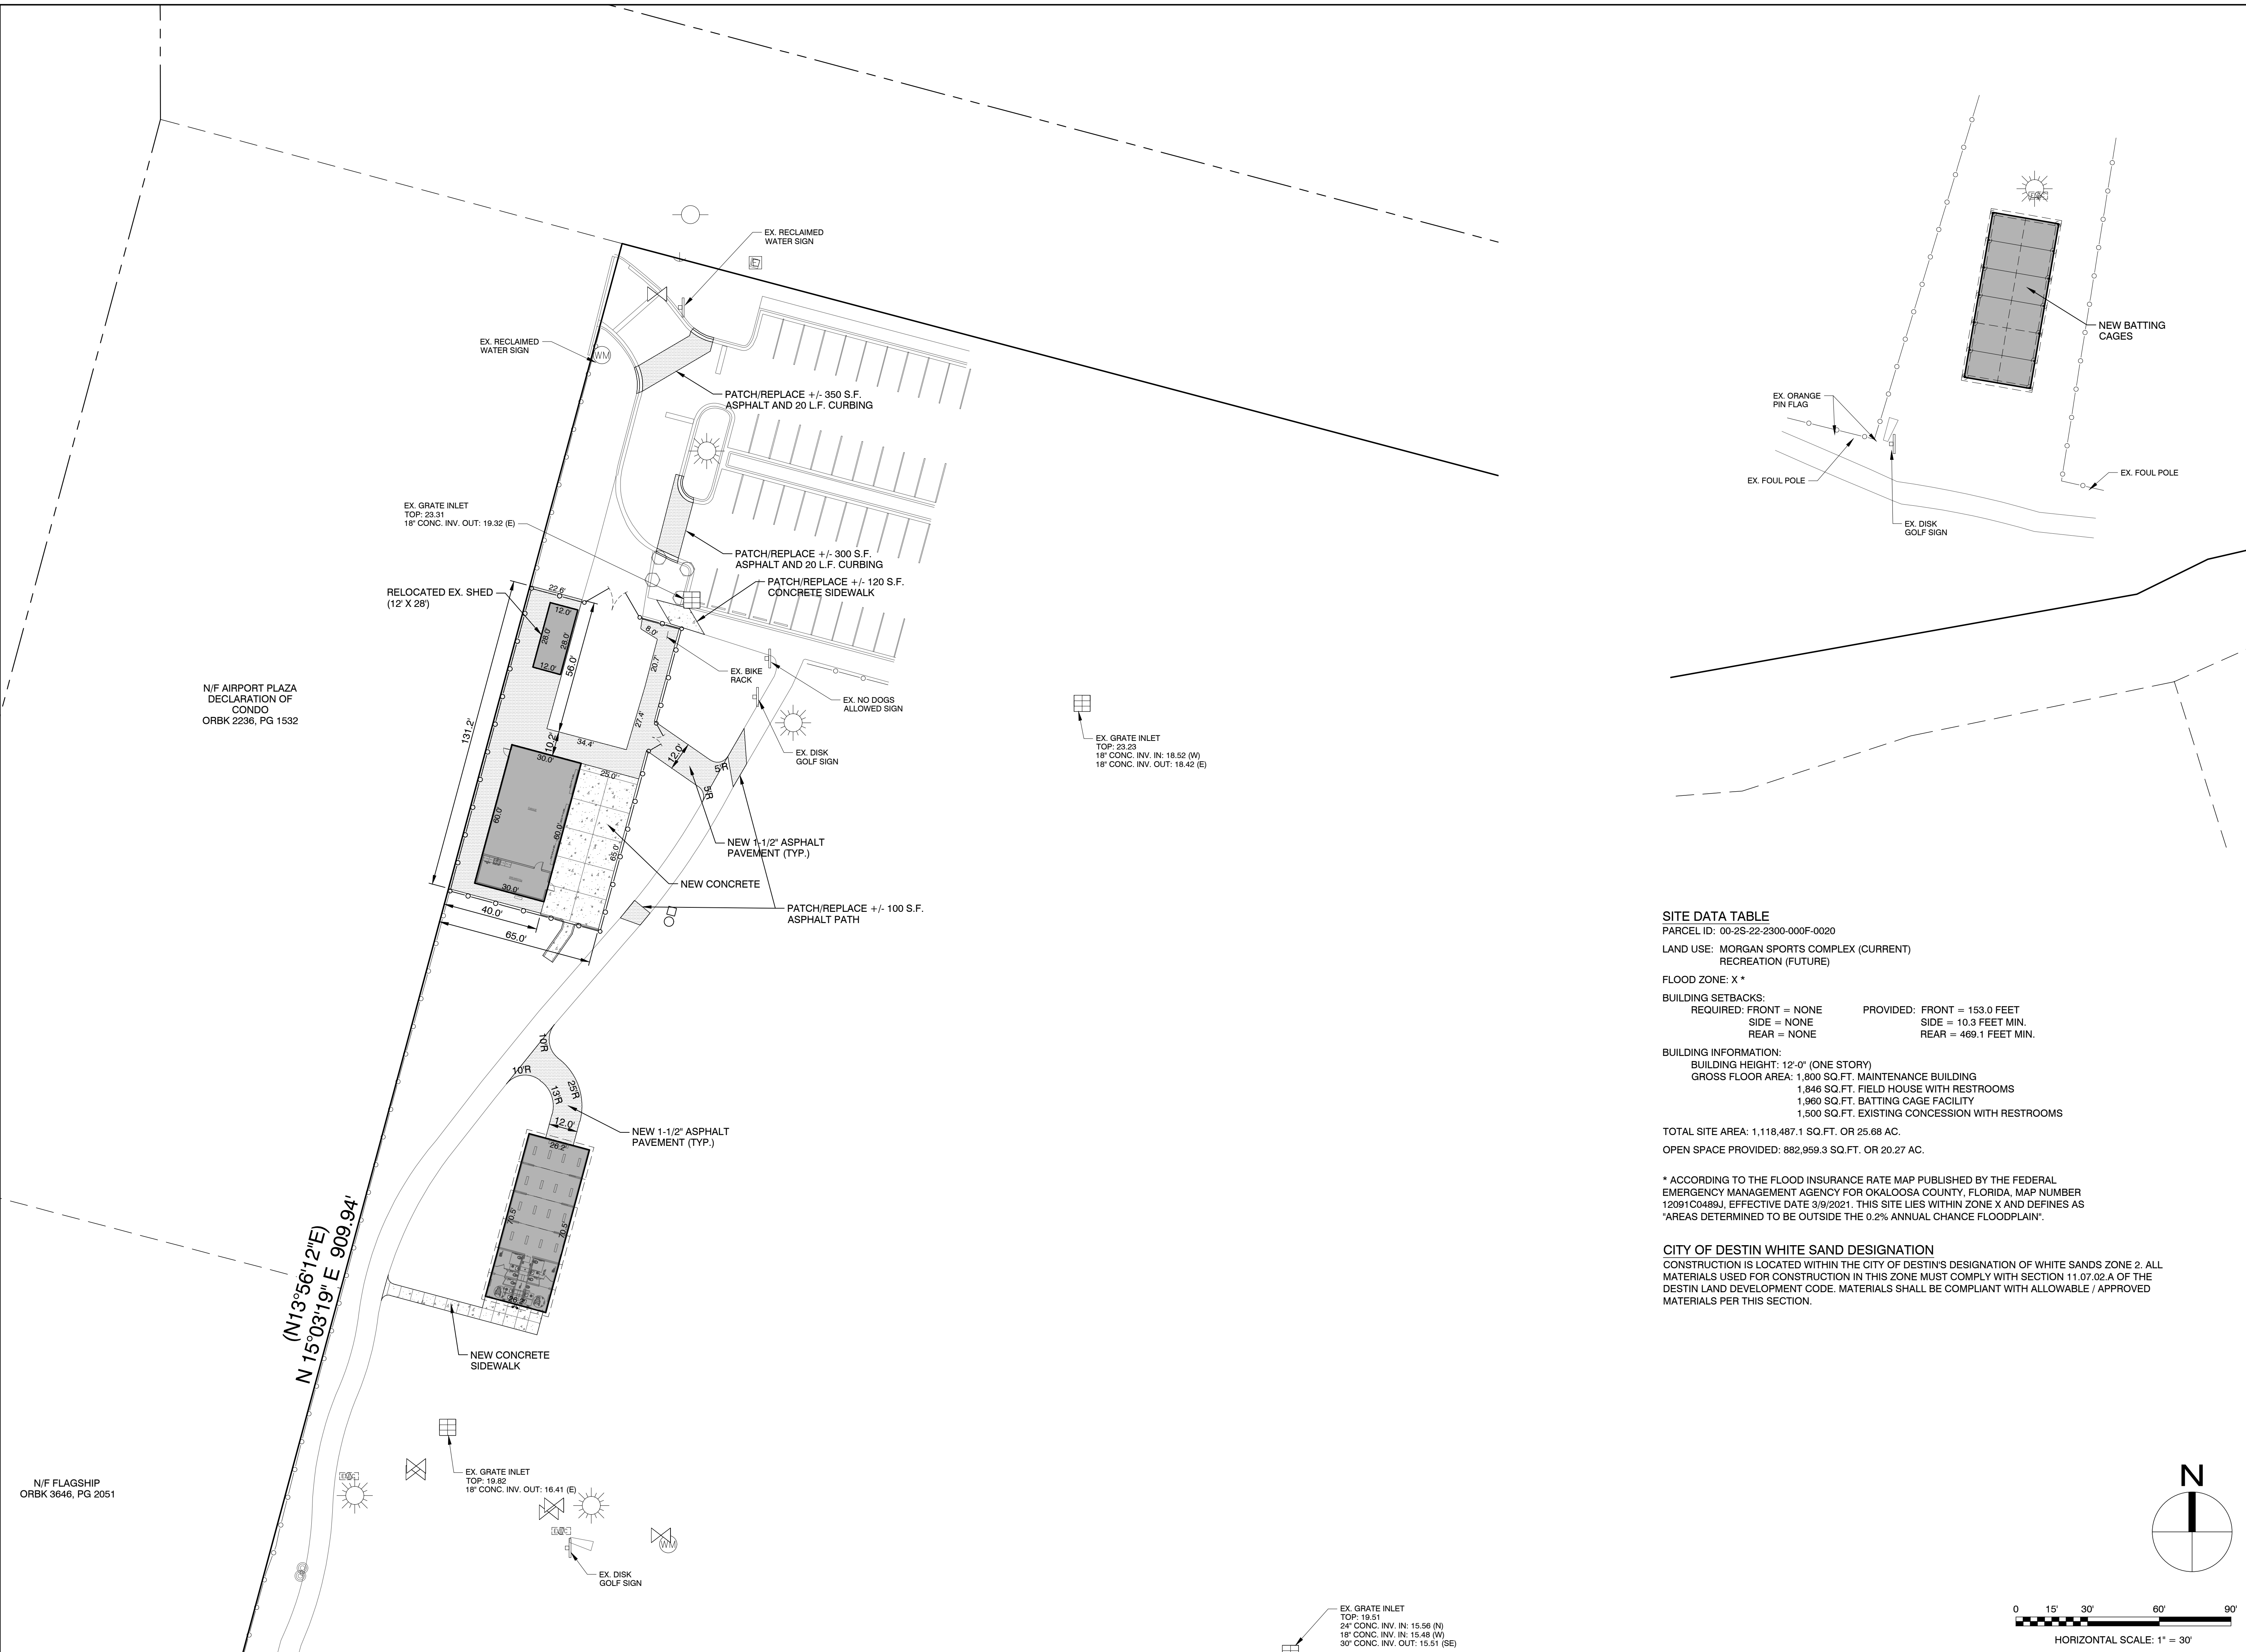 EX. RECLAIMED
WATER SIGN
EX. RECLAIMED
WATER SIGN
WM
PATCH/REPLACE +/- 350 S.F.
ASPHALT AND 20 L.F. CURBING
EX. GRATE INLET
TOP: 23.31
18" CONC. INV. OUT: 19.32 (E)
PATCH/REPLACE +/- 300 S.F.
ASPHALT AND 20 L.F. CURBING
PATCH/REPLACE +/- 120 S.F.
CONCRETE SIDEWALK
RELOCATED EX. SHED
(12' X 28')
22.6'
12.0'
28.0'
28.0'
12.0'
56.0'
8.0'
20.7'
27.4'
EX. BIKE
RACK
EX. NO DOGS
ALLOWED SIGN
N/F AIRPORT PLAZA
DECLARATION OF
CONDO
ORBK 2236, PG 1532
131.2'
10.2'
34.4'
30.0'
25.0'
12.0'
5'R
5'R
EX. DISK
GOLF SIGN
EX. GRATE INLET
TOP: 23.23
18" CONC. INV. IN: 18.52 (W)
18" CONC. INV. OUT: 18.42 (E)
60.0'
60.0'
65.0'
30.0'
NEW 1-1/2" ASPHALT
PAVEMENT (TYP.)
NEW CONCRETE
PATCH/REPLACE +/- 100 S.F.
ASPHALT PATH
40.0'
65.0'
10'R
10'R
25'R
13'R
12.0'
NEW 1-1/2" ASPHALT
PAVEMENT (TYP.)
26.2'
70.5'
70.5'
26.2'
NEW CONCRETE
SIDEWALK
(N13°56'12"E)
N 15°03'19" E 909.94'
N/F FLAGSHIP
ORBK 3646, PG 2051
EX. GRATE INLET
TOP: 19.82
18" CONC. INV. OUT: 16.41 (E)
WM
EX. DISK
GOLF SIGN
EX. GRATE INLET
TOP: 19.51
24" CONC. INV. IN: 15.56 (N)
18" CONC. INV. IN: 15.48 (W)
30" CONC. INV. OUT: 15.51 (SE)
NEW BATTING
CAGES
EX. ORANGE
PIN FLAG
EX. FOUL POLE
EX. FOUL POLE
EX. DISK
GOLF SIGN
SITE DATA TABLE
PARCEL ID: 00-2S-22-2300-000F-0020
LAND USE: MORGAN SPORTS COMPLEX (CURRENT)
RECREATION (FUTURE)
FLOOD ZONE: X *
BUILDING SETBACKS:
REQUIRED: FRONT = NONE PROVIDED: FRONT = 153.0 FEET
SIDE = NONE SIDE = 10.3 FEET MIN.
REAR = NONE REAR = 469.1 FEET MIN.
BUILDING INFORMATION:
BUILDING HEIGHT: 12'-0" (ONE STORY)
GROSS FLOOR AREA: 1,800 SQ.FT. MAINTENANCE BUILDING
1,846 SQ.FT. FIELD HOUSE WITH RESTROOMS
1,960 SQ.FT. BATTING CAGE FACILITY
1,500 SQ.FT. EXISTING CONCESSION WITH RESTROOMS
TOTAL SITE AREA: 1,118,487.1 SQ.FT. OR 25.68 AC.
OPEN SPACE PROVIDED: 882,959.3 SQ.FT. OR 20.27 AC.
* ACCORDING TO THE FLOOD INSURANCE RATE MAP PUBLISHED BY THE FEDERAL
EMERGENCY MANAGEMENT AGENCY FOR OKALOOSA COUNTY, FLORIDA, MAP NUMBER
12091C0489J, EFFECTIVE DATE 3/9/2021. THIS SITE LIES WITHIN ZONE X AND DEFINES AS
"AREAS DETERMINED TO BE OUTSIDE THE 0.2% ANNUAL CHANCE FLOODPLAIN".
CITY OF DESTIN WHITE SAND DESIGNATION
CONSTRUCTION IS LOCATED WITHIN THE CITY OF DESTIN'S DESIGNATION OF WHITE SANDS ZONE 2. ALL
MATERIALS USED FOR CONSTRUCTION IN THIS ZONE MUST COMPLY WITH SECTION 11.07.02.A OF THE
DESTIN LAND DEVELOPMENT CODE. MATERIALS SHALL BE COMPLIANT WITH ALLOWABLE / APPROVED
MATERIALS PER THIS SECTION.
N
0 15' 30' 60' 90'
HORIZONTAL SCALE: 1" = 30'